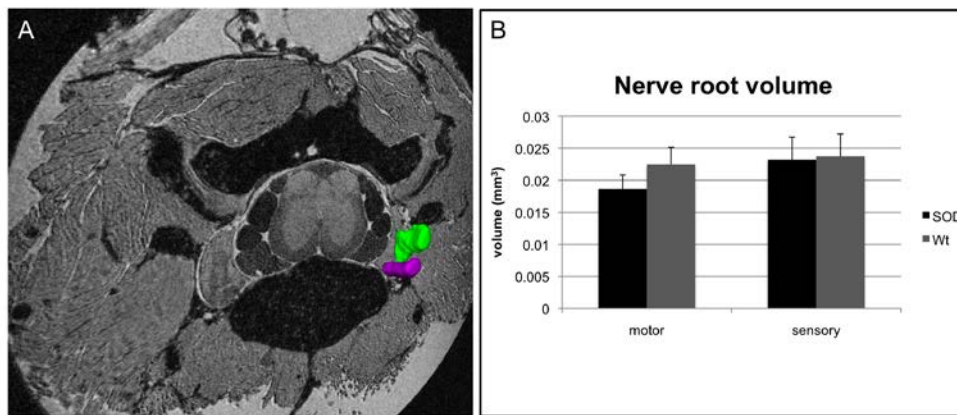 A
B
Nerve root volume
0.03
0.025
0.02
0.015
0.01
0.005
0
volume (mm³)
motor
sensory
SOD
Wt